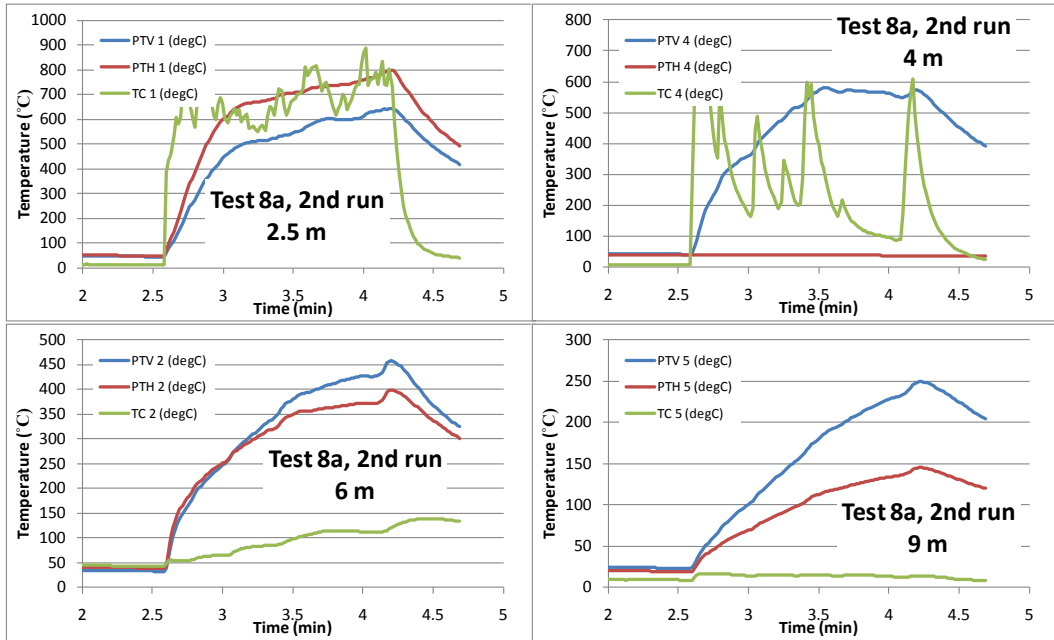 1000
900
800
700
600
500
400
300
200
100
0
Temperature (°C)
PTV 1 (degC)
PTH 1 (degC)
TC 1 (degC)
Test 8a, 2nd run
2.5 m
2 2.5 3 3.5 4 4.5 5
Time (min)
800
700
600
500
400
300
200
100
0
Temperature (°C)
PTV 4 (degC)
PTH 4 (degC)
TC 4 (degC)
Test 8a, 2nd run
4 m
2 2.5 3 3.5 4 4.5 5
Time (min)
500
450
400
350
300
250
200
150
100
50
0
Temperature (°C)
PTV 2 (degC)
PTH 2 (degC)
TC 2 (degC)
Test 8a, 2nd run
6 m
2 2.5 3 3.5 4 4.5 5
Time (min)
300
250
200
150
100
50
0
Temperature (°C)
PTV 5 (degC)
PTH 5 (degC)
TC 5 (degC)
Test 8a, 2nd run
9 m
2 2.5 3 3.5 4 4.5 5
Time (min)